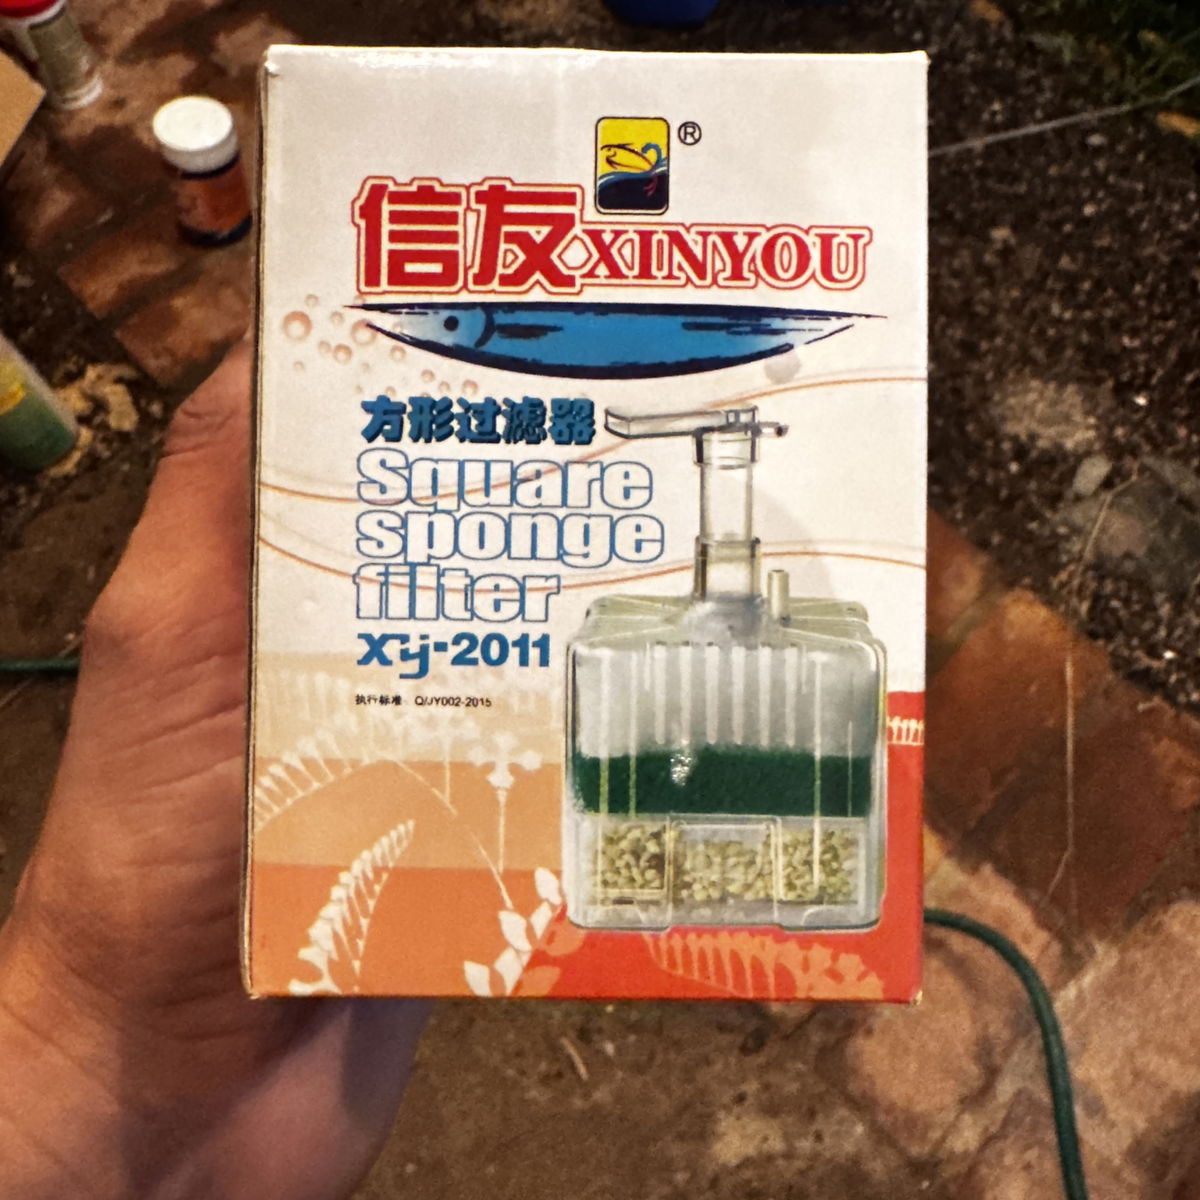 ®
信友XINYOU
方形过滤器
Square
sponge
filter
XY-2011
执行标准 Q/JY002-2015